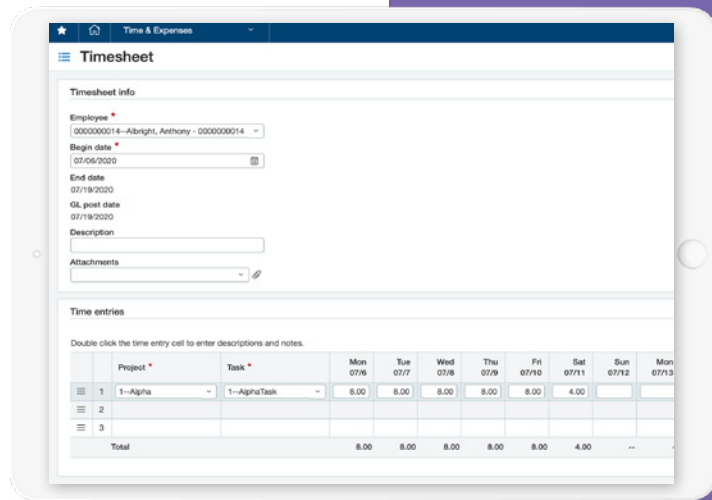 Time & Expenses
Timesheet
Timesheet info
Employee *
0000000014--Albright, Anthony - 0000000014
Begin date *
07/06/2020
End date
07/19/2020
GL post date
07/19/2020
Description
Attachments
Time entries
Double click the time entry cell to enter descriptions and notes.
Project * Task * Mon Tue Wed Thu Fri Sat Sun Mon
07/6 07/7 07/8 07/9 07/10 07/11 07/12 07/13
1 1--Alpha 1--AlphaTask 8.00 8.00 8.00 8.00 8.00 4.00
2
3
Total 8.00 8.00 8.00 8.00 8.00 4.00 --